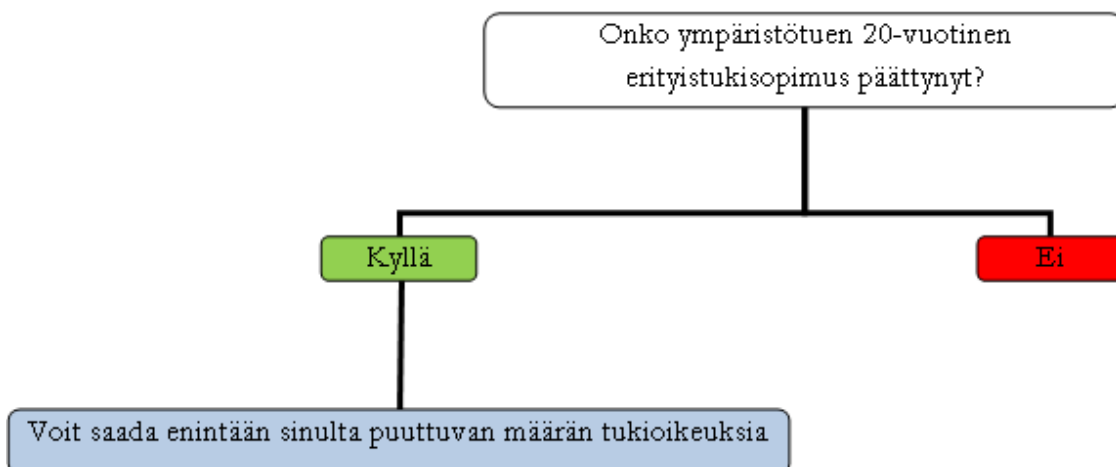 Onko ympäristötuen 20-vuotinen
erityistukisopimus päättynyt?
Kyllä
Ei
Voit saada enintään sinulta puuttuvan määrän tukioikeuksia